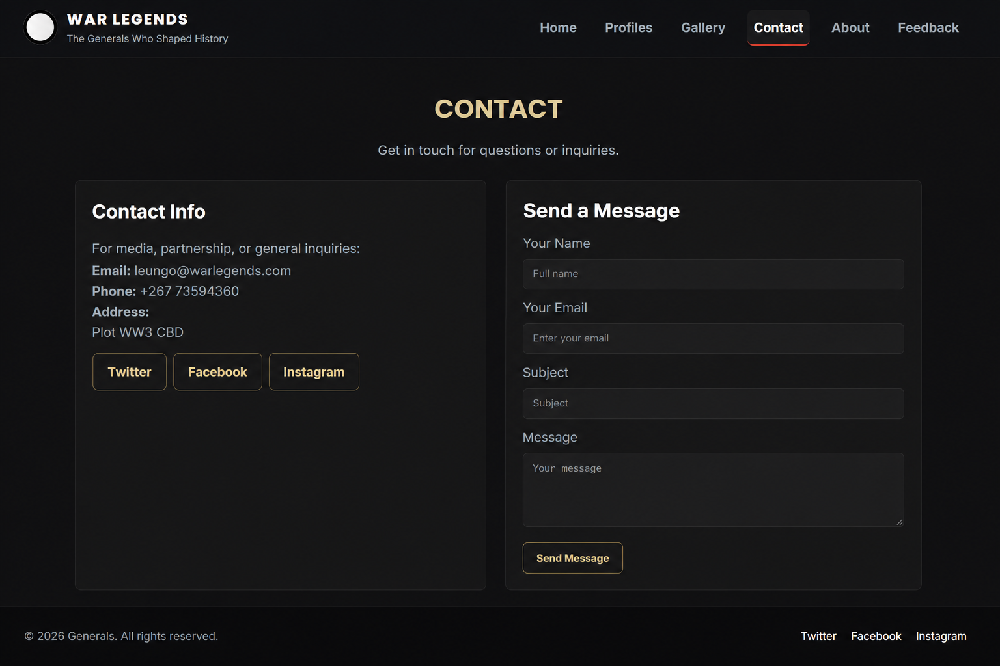 WAR LEGENDS
The Generals Who Shaped History
Home Profiles Gallery Contact About Feedback
CONTACT
Get in touch for questions or inquiries.
Contact Info
For media, partnership, or general inquiries:
Email: leungo@warlegends.com
Phone: +267 73594360
Address:
Plot WW3 CBD
Twitter Facebook Instagram
Send a Message
Your Name
Full name
Your Email
Enter your email
Subject
Subject
Message
Your message
Send Message
© 2026 Generals. All rights reserved.
Twitter Facebook Instagram